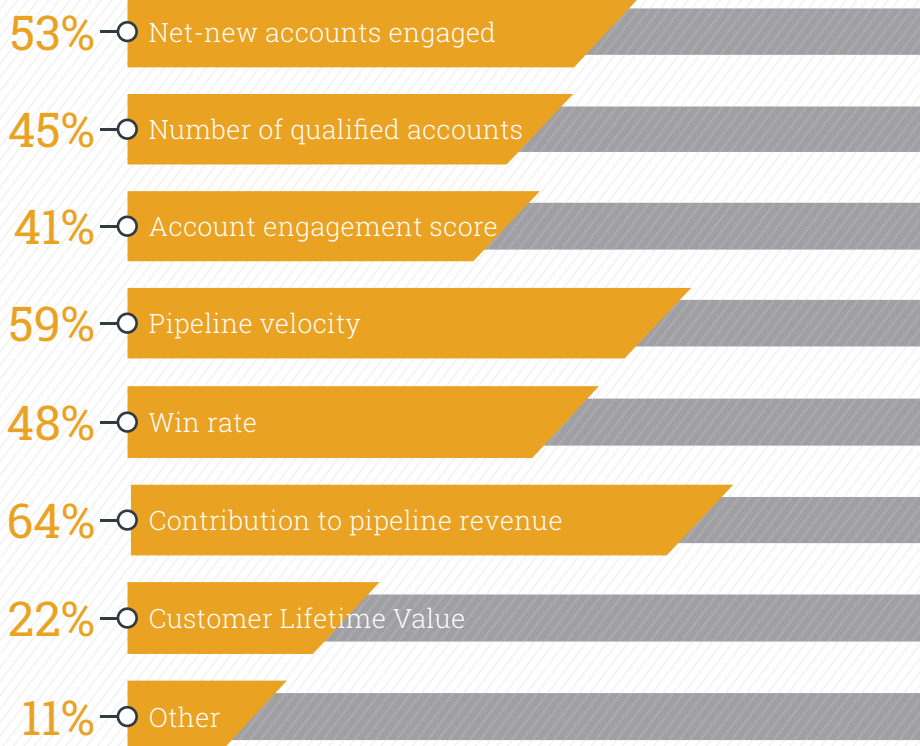 53% Net-new accounts engaged
45% Number of qualified accounts
41% Account engagement score
59% Pipeline velocity
48% Win rate
64% Contribution to pipeline revenue
22% Customer Lifetime Value
11% Other